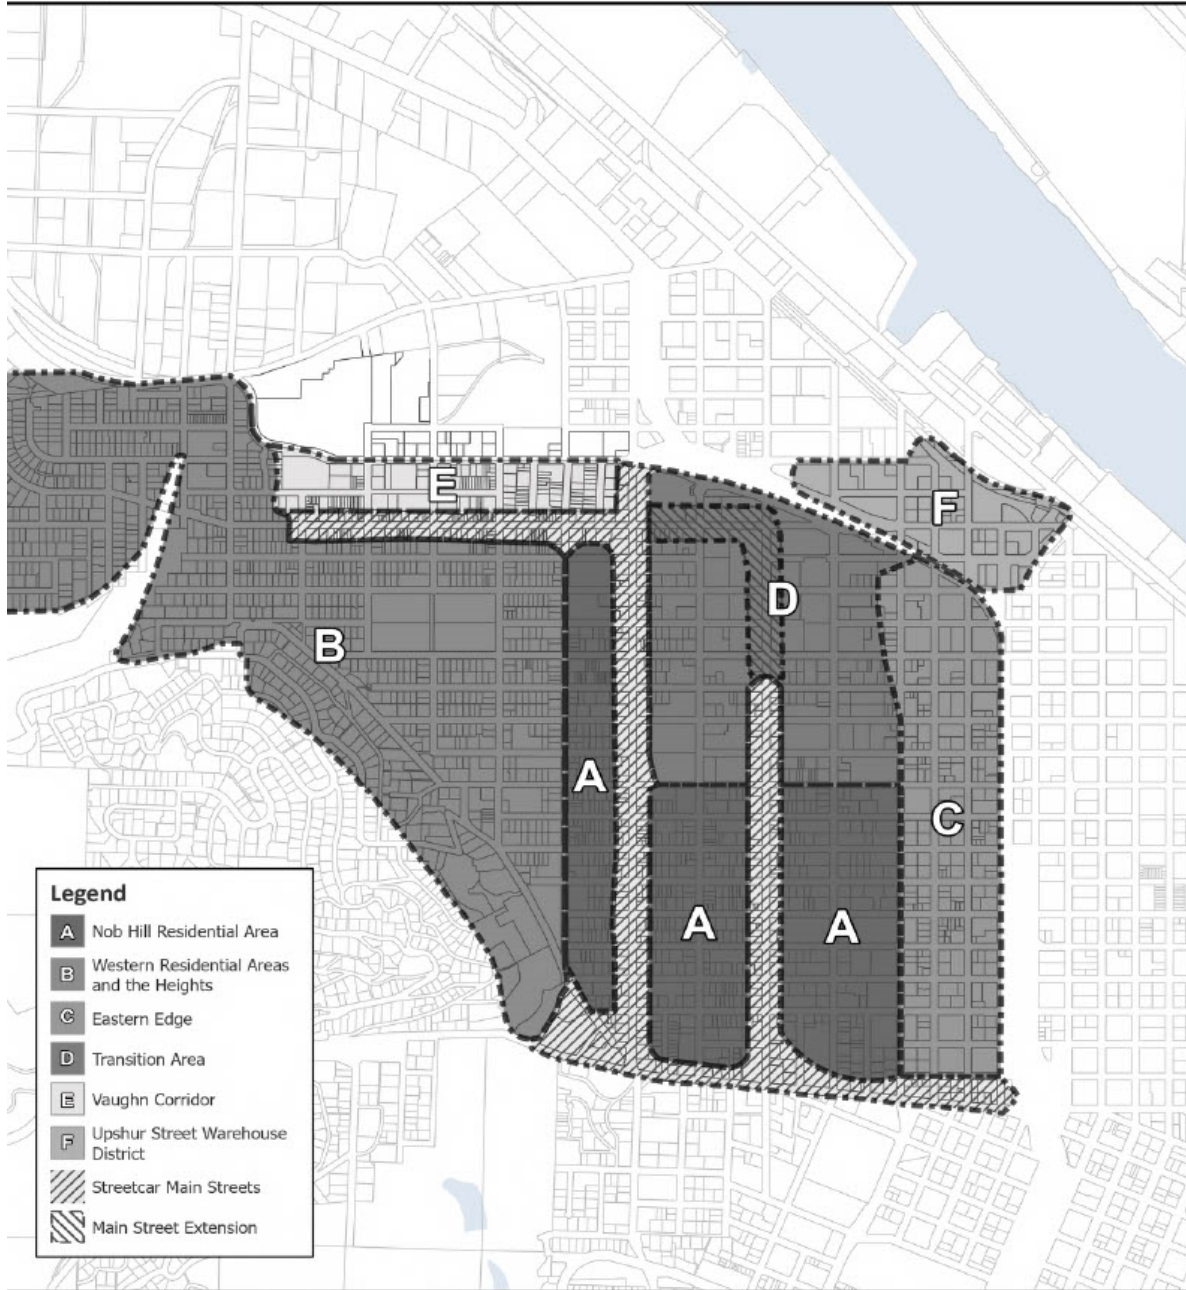 E
F
D
B
A
C
A
A
Legend
A Nob Hill Residential Area
B Western Residential Areas
and the Heights
C Eastern Edge
D Transition Area
E Vaughn Corridor
F Upshur Street Warehouse
District
Streetcar Main Streets
Main Street Extension